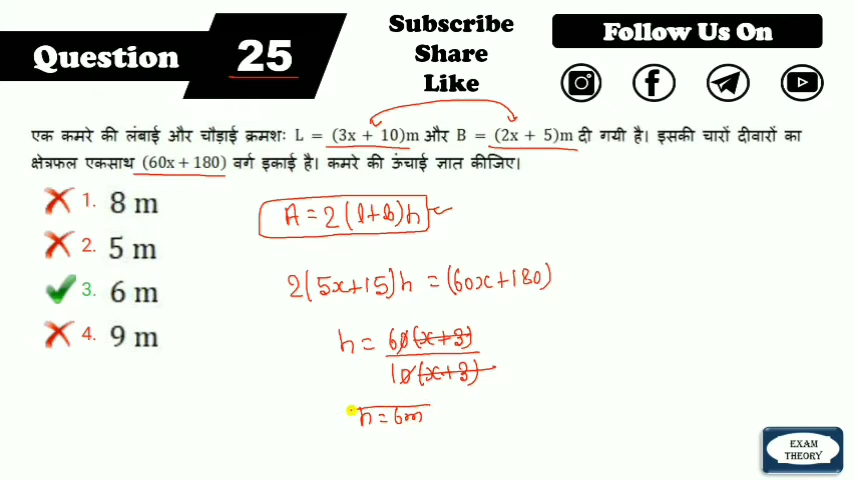 Question 25
Subscribe
Share
Like
Follow Us On
एक कमरे की लंबाई और चौड़ाई क्रमशः L = (3x + 10)m और B = (2x + 5)m दी गयी है। इसकी चारों दीवारों का
क्षेत्रफल एकसाथ (60x + 180) वर्ग इकाई है। कमरे की ऊंचाई ज्ञात कीजिए।
1. 8 m
2. 5 m
3. 6 m
4. 9 m
A = 2(l+b)h
2(5x+15)h = (60x+180)
h = 60(x+3)
10(x+3)
h = 6m
EXAM
THEORY